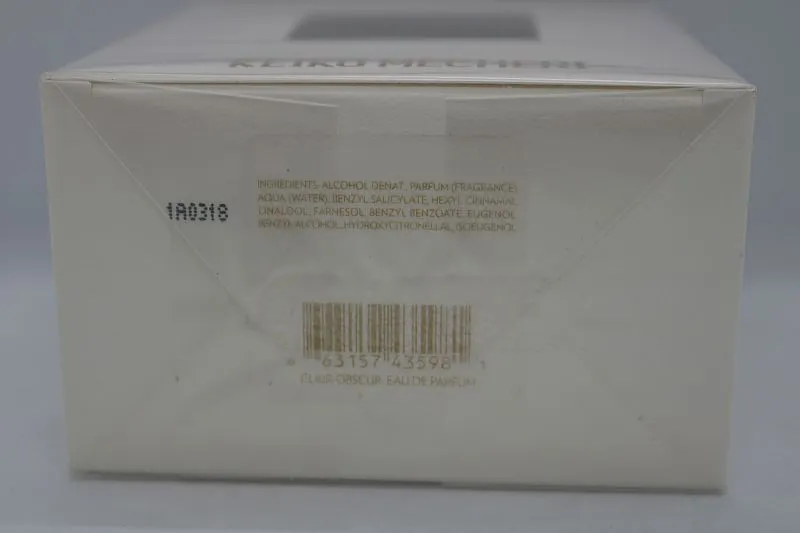 KEIKO MECHERI
INGREDIENTS: ALCOHOL DENAT., PARFUM (FRAGRANCE)
AQUA (WATER), BENZYL SALICYLATE, HEXYL CINNAMAL
LINALOOL, FARNESOL, BENZYL BENZOATE, EUGENOL
BENZYL ALCOHOL, HYDROXYCITRONELLAL, ISOEUGENOL
1A0318
63157 43598 1
CLAIR-OBSCUR EAU DE PARFUM